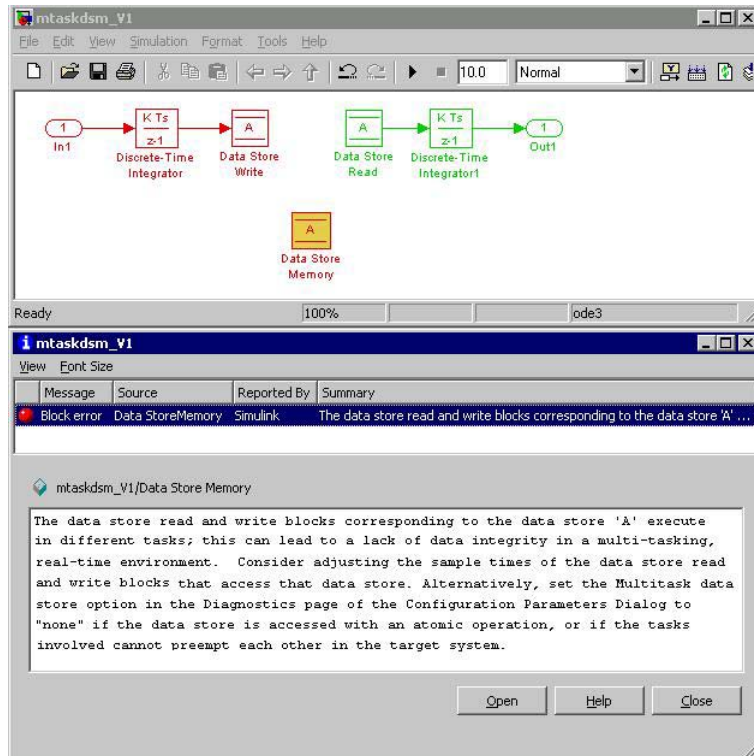 mtaskdsm_V1
File Edit View Simulation Format Tools Help
10.0 Normal
1
In1
K Ts
z-1
Discrete-Time
Integrator
A
Data Store
Write
A
Data Store
Read
K Ts
z-1
Discrete-Time
Integrator1
1
Out1
A
Data Store
Memory
Ready 100% ode3
mtaskdsm_V1
View Font Size
Message Source Reported By Summary
Block error Data StoreMemory Simulink The data store read and write blocks corresponding to the data store 'A' ...
mtaskdsm_V1/Data Store Memory
The data store read and write blocks corresponding to the data store 'A' execute
in different tasks; this can lead to a lack of data integrity in a multi-tasking,
real-time environment. Consider adjusting the sample times of the data store read
and write blocks that access that data store. Alternatively, set the Multitask data
store option in the Diagnostics page of the Configuration Parameters Dialog to
"none" if the data store is accessed with an atomic operation, or if the tasks
involved cannot preempt each other in the target system.
Open Help Close